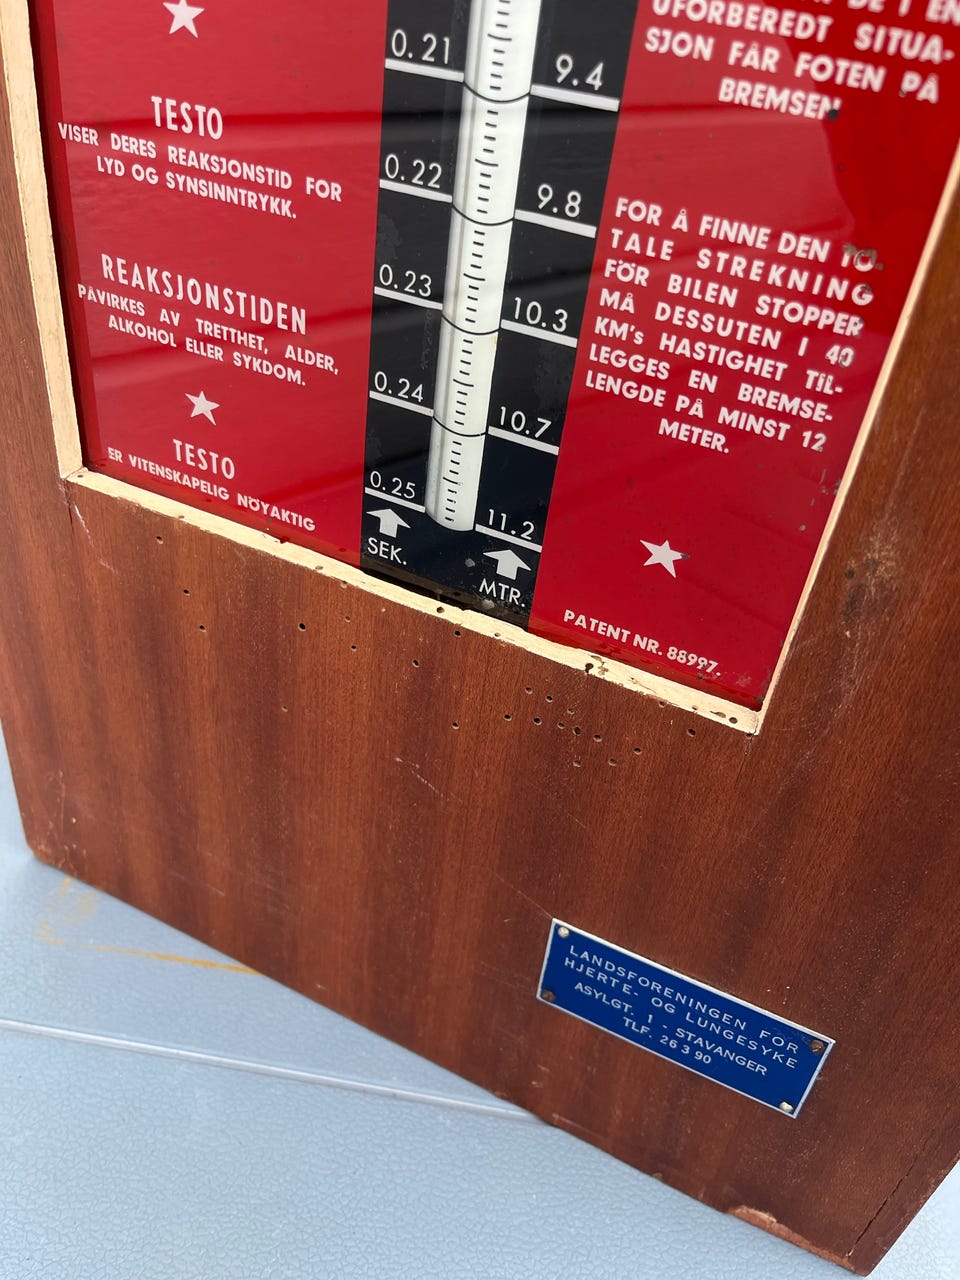 TESTO
VISER DERES REAKSJONSTID FOR
LYD OG SYNSINNTRYKK.
REAKSJONSTIDEN
PÅVIRKES AV TRETTHET, ALDER,
ALKOHOL ELLER SYKDOM.
TESTO
ER VITENSKAPELIG NÖYAKTIG
0.21
0.22
0.23
0.24
0.25
SEK.
9.4
9.8
10.3
10.7
11.2
MTR.
DE I EN
UFORBEREDT SITUA-
SJON FÅR FOTEN PÅ
BREMSEN
FOR Å FINNE DEN TO-
TALE STREKNING
FÖR BILEN STOPPER
MÅ DESSUTEN I 40
KM's HASTIGHET TIL-
LEGGES EN BREMSE-
LENGDE PÅ MINST 12
METER.
PATENT NR. 88997.
LANDSFORENINGEN FOR
HJERTE- OG LUNGESYKE
ASYLGT. 1 - STAVANGER
TLF. 26 3 90